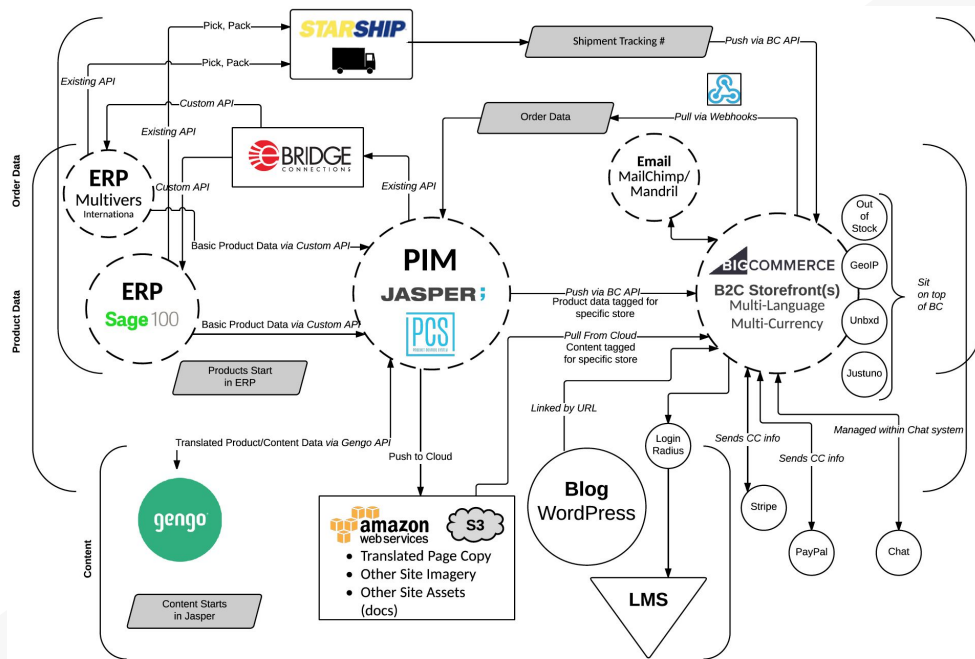 Pick, Pack
STARSHIP
Shipment Tracking #
Push via BC API
Pick, Pack
Existing API
Custom API
Order Data
Pull via Webhooks
Existing API
eBRIDGE
CONNECTIONS
Email
MailChimp/
Mandril
Order Data
ERP
Multivers
Internationa
Custom API
Existing API
Out
of
Stock
Basic Product Data via Custom API
PIM
JASPER
PCS
BIGCOMMERCE
B2C Storefront(s)
Multi-Language
Multi-Currency
GeoIP
Sit
on top
of BC
Product Data
ERP
Sage 100
Push via BC API
Product data tagged for
specific store
Unbxd
Basic Product Data via Custom API
Pull From Cloud
Content tagged
for specific store
Products Start
in ERP
Justuno
Linked by URL
Translated Product/Content Data via Gengo API
Push to Cloud
Login
Radius
Sends CC info
Managed within Chat system
Sends CC info
gengo
Blog
WordPress
Stripe
amazon
webservices
S3
• Translated Page Copy
• Other Site Imagery
• Other Site Assets
(docs)
PayPal
Chat
Content
Content Starts
in Jasper
LMS